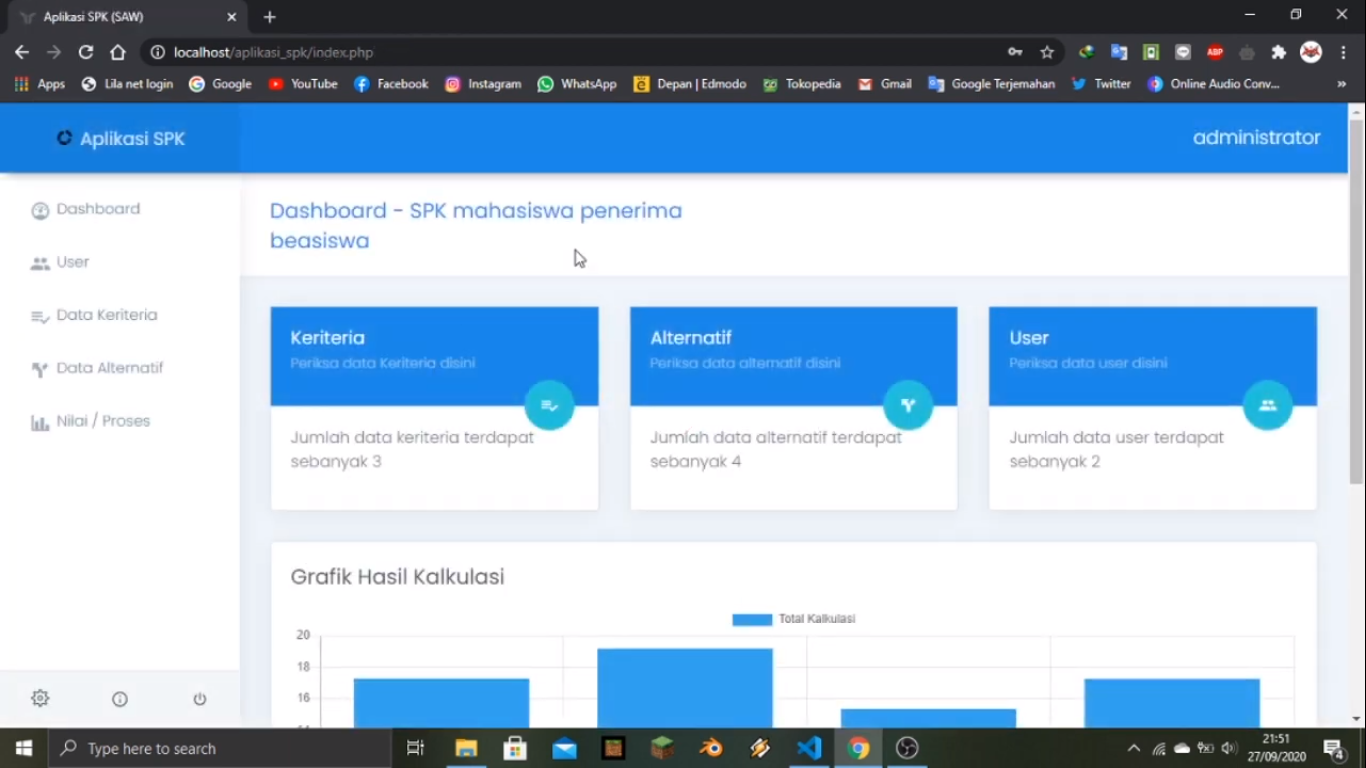 Aplikasi SPK (SAW)
localhost/aplikasi_spk/index.php
ABP
Apps Lila net login Google YouTube Facebook Instagram WhatsApp Depan | Edmodo Tokopedia Gmail Google Terjemahan Twitter Online Audio Conv... »
Aplikasi SPK
administrator
Dashboard
User
Data Keriteria
Data Alternatif
Nilai / Proses
Dashboard - SPK mahasiswa penerima
beasiswa
Keriteria
Periksa data Keriteria disini
Jumlah data keriteria terdapat
sebanyak 3
Alternatif
Periksa data alternatif disini
Jumlah data alternatif terdapat
sebanyak 4
User
Periksa data user disini
Jumlah data user terdapat
sebanyak 2
Grafik Hasil Kalkulasi
Total Kalkulasi
20
18
16
Type here to search
21:51
27/09/2020
4